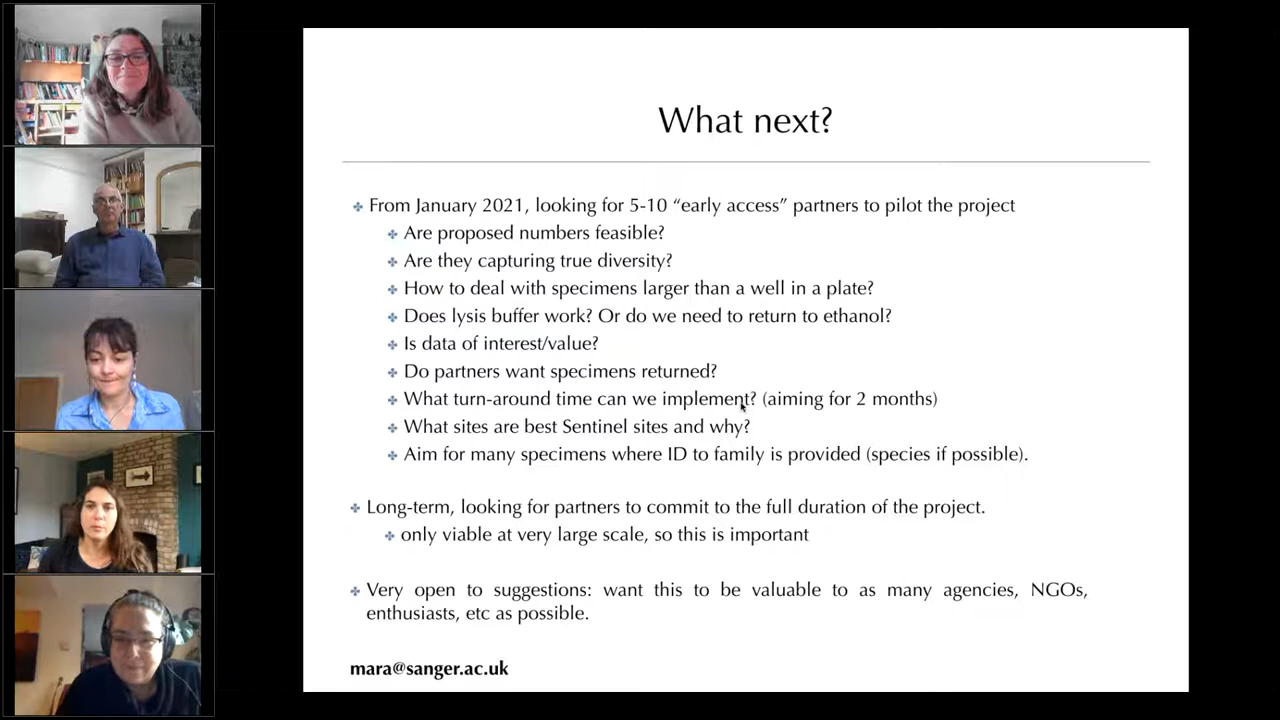 What next?
From January 2021, looking for 5-10 “early access” partners to pilot the project
Are proposed numbers feasible?
Are they capturing true diversity?
How to deal with specimens larger than a well in a plate?
Does lysis buffer work? Or do we need to return to ethanol?
Is data of interest/value?
Do partners want specimens returned?
What turn-around time can we implement? (aiming for 2 months)
What sites are best Sentinel sites and why?
Aim for many specimens where ID to family is provided (species if possible).
Long-term, looking for partners to commit to the full duration of the project.
only viable at very large scale, so this is important
Very open to suggestions: want this to be valuable to as many agencies, NGOs,
enthusiasts, etc as possible.
mara@sanger.ac.uk